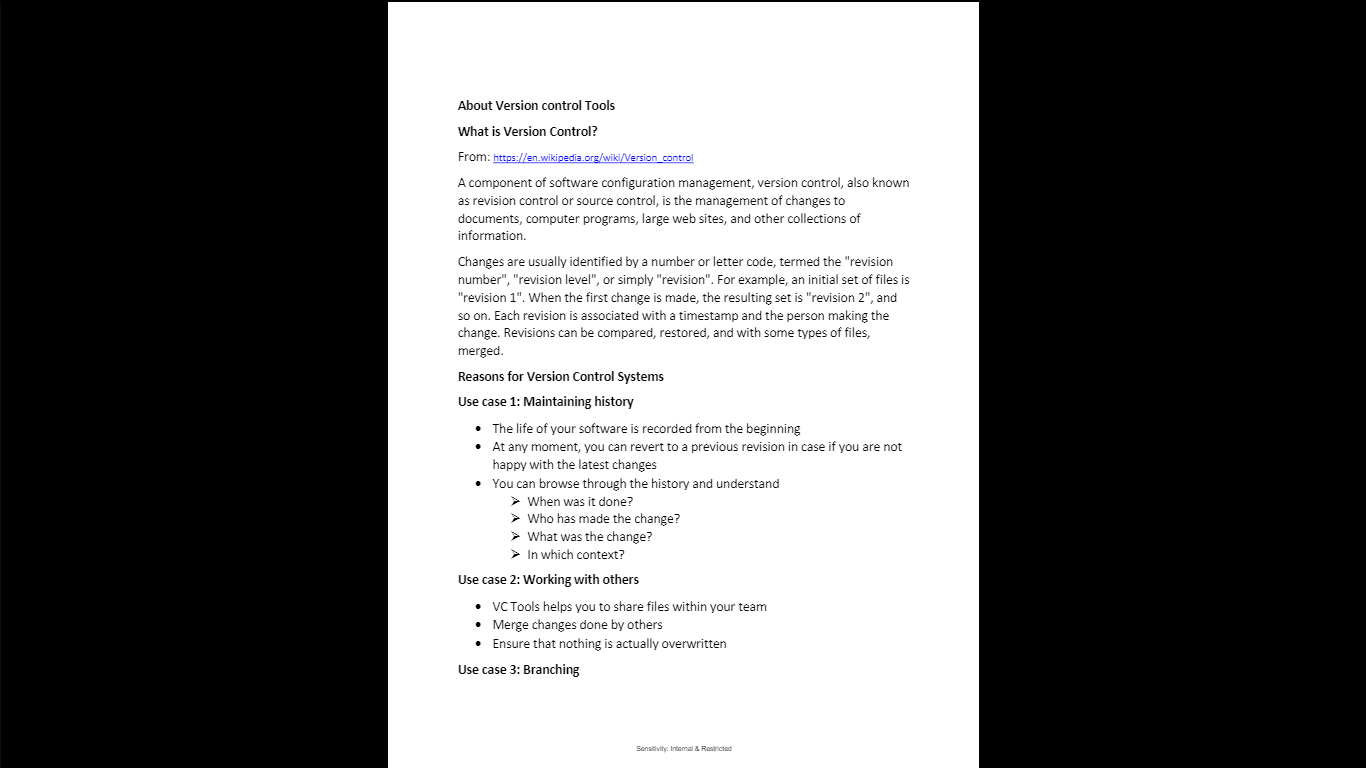 About Version control Tools
What is Version Control?
From: https://en.wikipedia.org/wiki/Version_control
A component of software configuration management, version control, also known
as revision control or source control, is the management of changes to
documents, computer programs, large web sites, and other collections of
information.
Changes are usually identified by a number or letter code, termed the "revision
number", "revision level", or simply "revision". For example, an initial set of files is
"revision 1". When the first change is made, the resulting set is "revision 2", and
so on. Each revision is associated with a timestamp and the person making the
change. Revisions can be compared, restored, and with some types of files,
merged.
Reasons for Version Control Systems
Use case 1: Maintaining history
• The life of your software is recorded from the beginning
• At any moment, you can revert to a previous revision in case if you are not
happy with the latest changes
• You can browse through the history and understand
➢ When was it done?
➢ Who has made the change?
➢ What was the change?
➢ In which context?
Use case 2: Working with others
• VC Tools helps you to share files within your team
• Merge changes done by others
• Ensure that nothing is actually overwritten
Use case 3: Branching
Sensitivity: Internal & Restricted